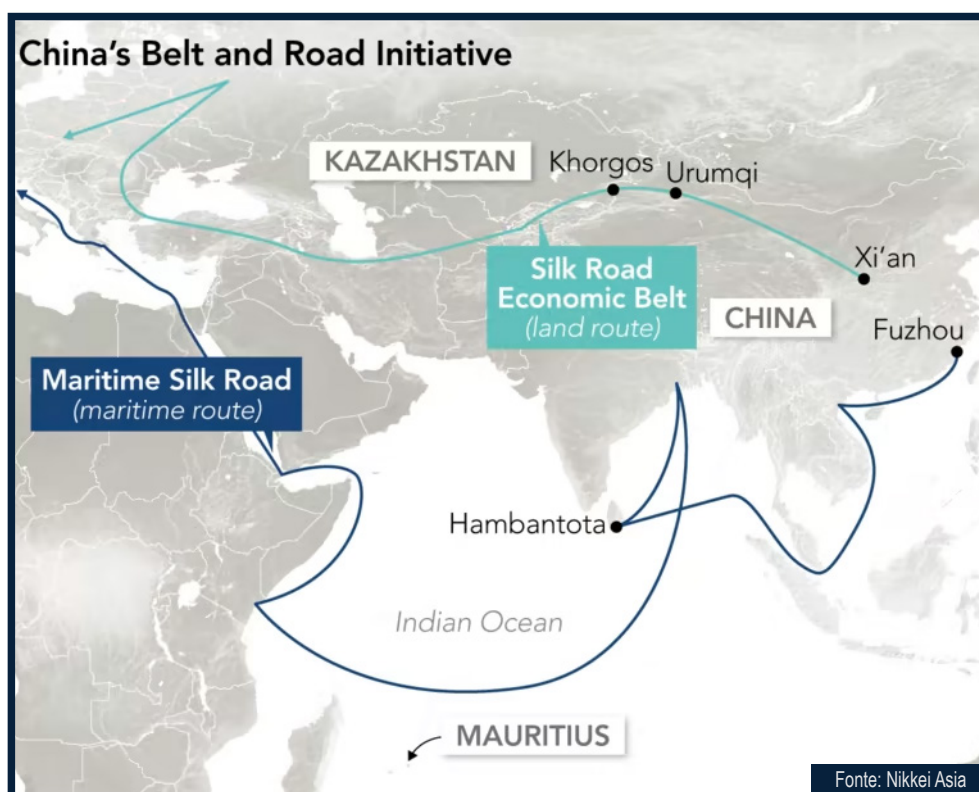 China’s Belt and Road Initiative
KAZAKHSTAN
Khorgos
Urumqi
Xi’an
Silk Road
Economic Belt
(land route)
CHINA
Fuzhou
Maritime Silk Road
(maritime route)
Hambantota
Indian Ocean
MAURITIUS
Fonte: Nikkei Asia